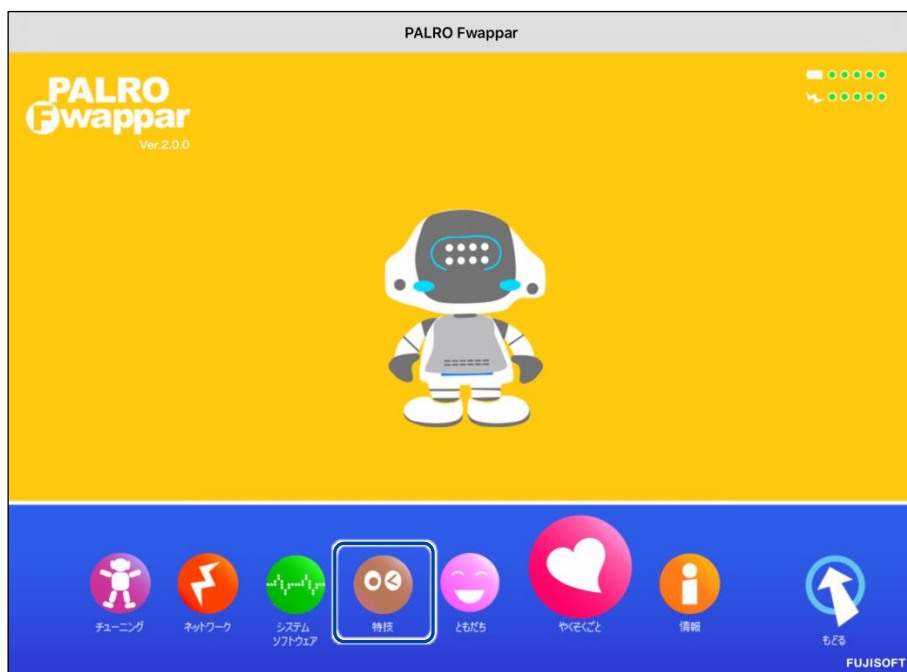 PALRO Fwappar
PALRO
Fwappar
Ver.2.0.0
チューニング
ネットワーク
システム
ソフトウェア
特技
ともだち
やくそくごと
情報
もどる
FUJISOFT